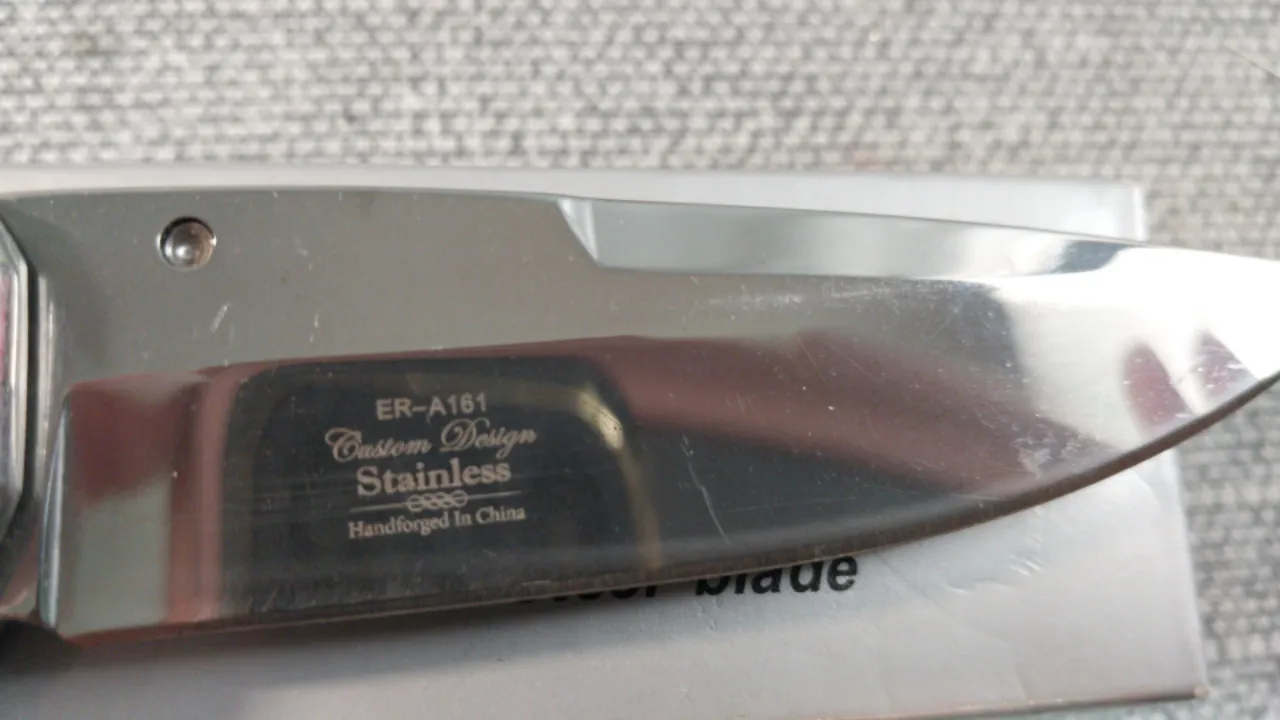 ER-A161
Custom Design
Stainless
Handforged In China
blade